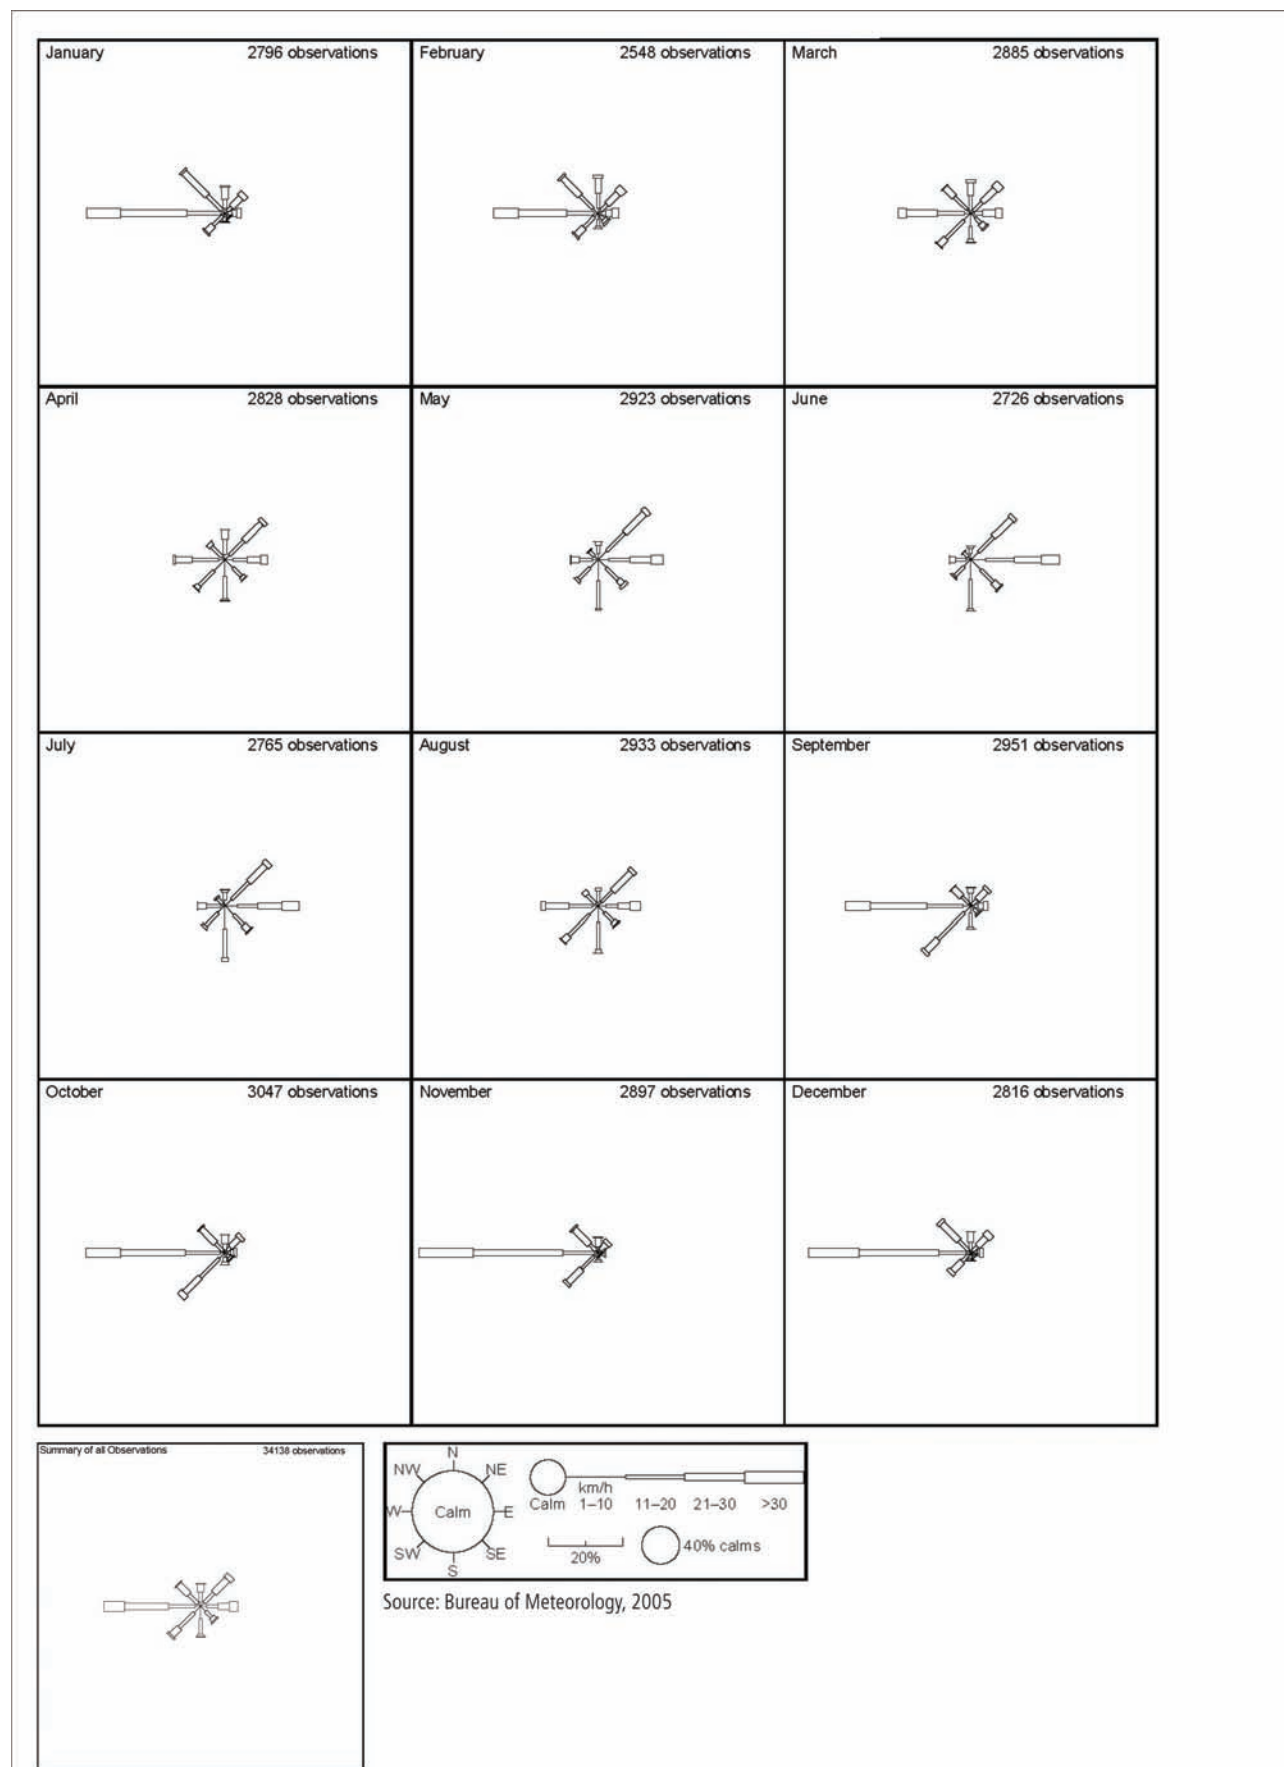 January 2796 observations
February 2548 observations
March 2885 observations
April 2828 observations
May 2923 observations
June 2726 observations
July 2765 observations
August 2933 observations
September 2951 observations
October 3047 observations
November 2897 observations
December 2816 observations
Summary of all Observations 34138 observations
N
NW NE
W Calm E
SW SE
S
km/h
Calm 1–10 11–20 21–30 >30
20%
40% calms
Source: Bureau of Meteorology, 2005